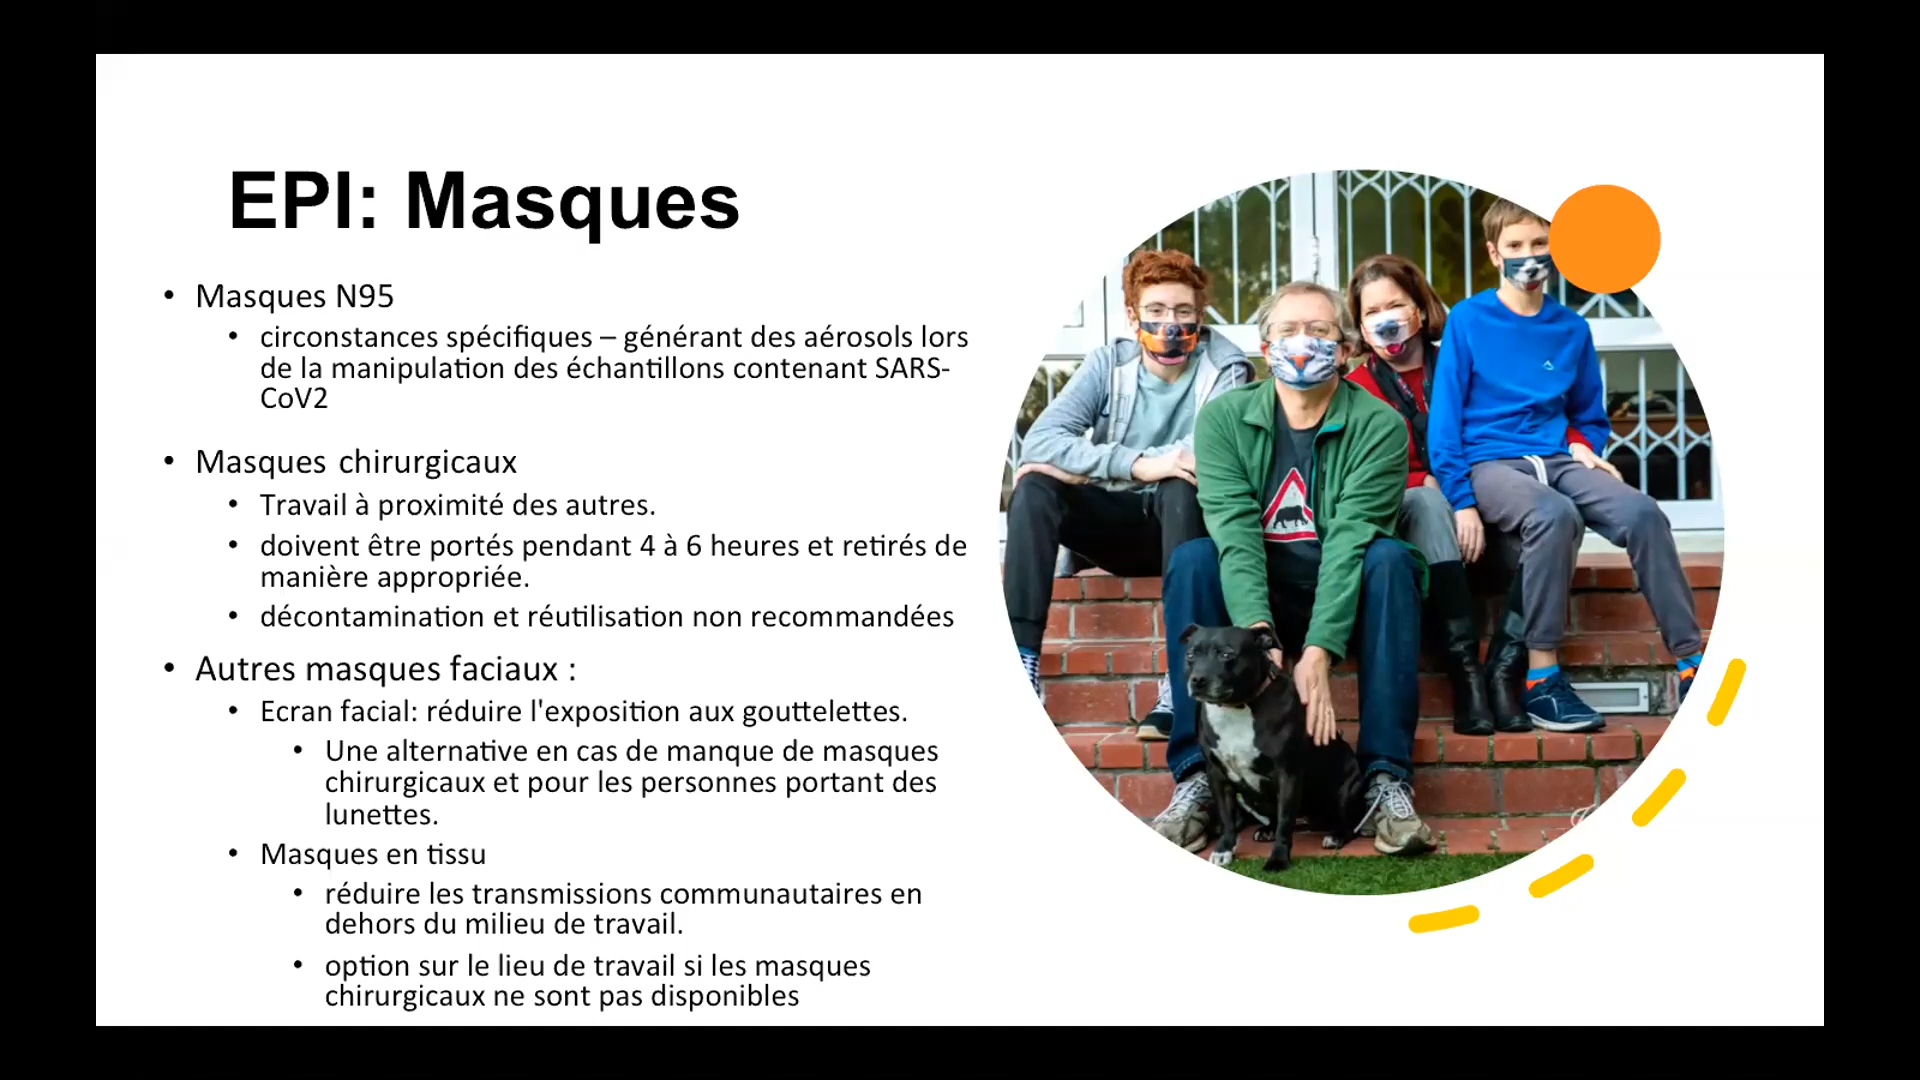 EPI: Masques
• Masques N95
• circonstances spécifiques – générant des aérosols lors
de la manipulation des échantillons contenant SARS-
CoV2
• Masques chirurgicaux
• Travail à proximité des autres.
• doivent être portés pendant 4 à 6 heures et retirés de
manière appropriée.
• décontamination et réutilisation non recommandées
• Autres masques faciaux :
• Ecran facial: réduire l'exposition aux gouttelettes.
• Une alternative en cas de manque de masques
chirurgicaux et pour les personnes portant des
lunettes.
• Masques en tissu
• réduire les transmissions communautaires en
dehors du milieu de travail.
• option sur le lieu de travail si les masques
chirurgicaux ne sont pas disponibles